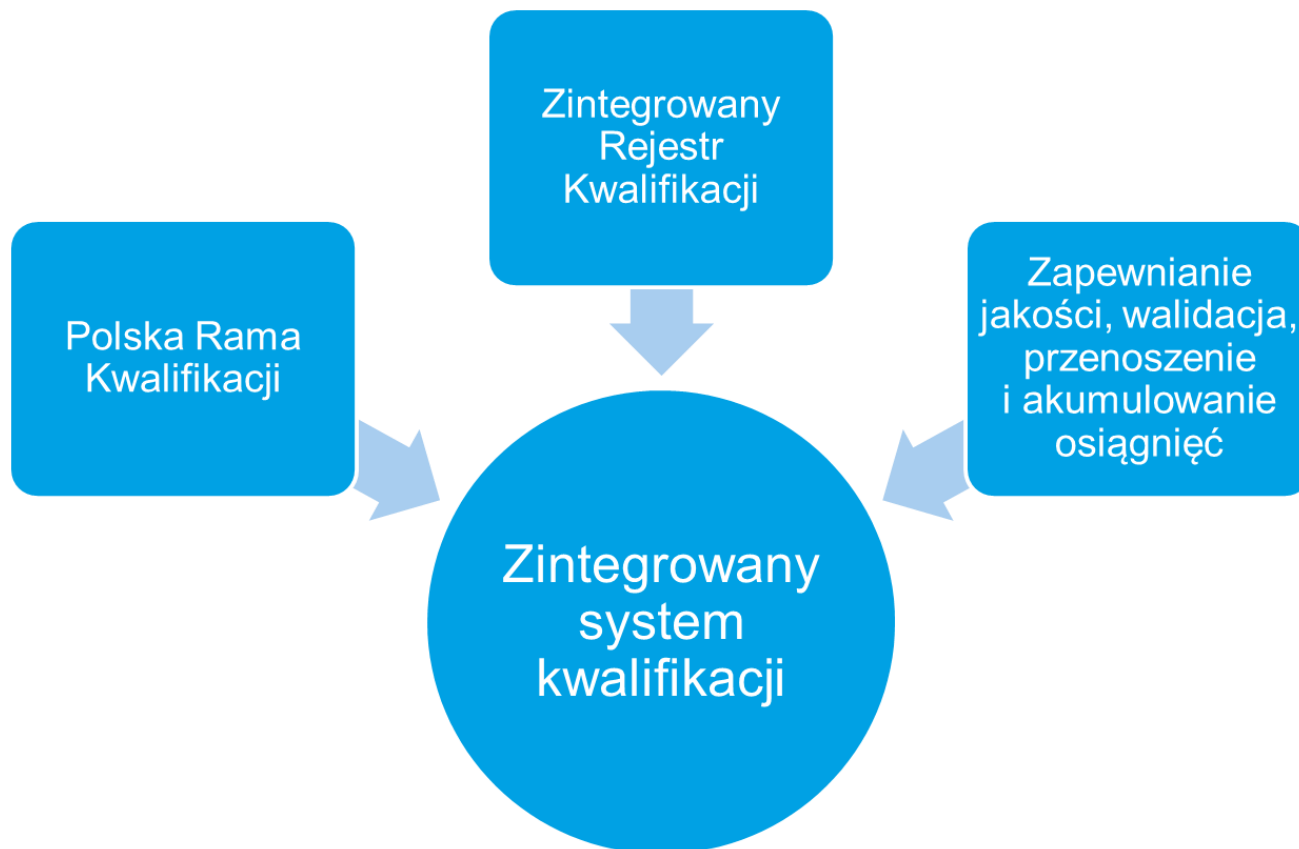 Zintegrowany
Rejestr
Kwalifikacji
Polska Rama
Kwalifikacji
Zapewnianie
jakości, walidacja,
przenoszenie
i akumulowanie
osiągnięć
Zintegrowany
system
kwalifikacji